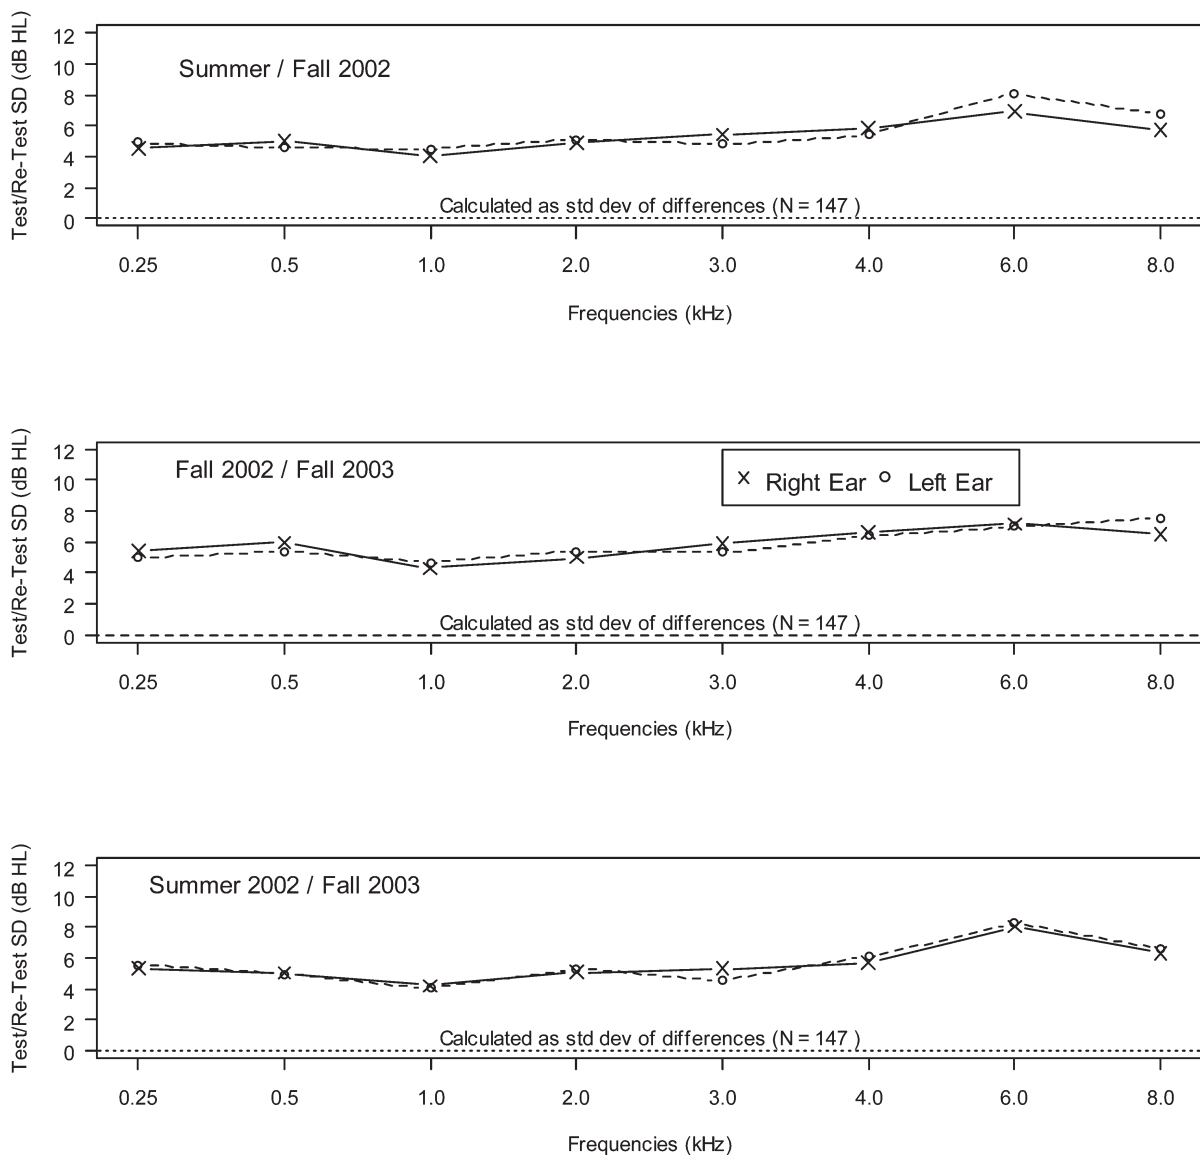 Test/Re-Test SD (dB HL)
12
10
8
6
4
2
0
Summer / Fall 2002
Calculated as std dev of differences (N = 147 )
0.25 0.5 1.0 2.0 3.0 4.0 6.0 8.0
Frequencies (kHz)
Test/Re-Test SD (dB HL)
12
10
8
6
4
2
0
Fall 2002 / Fall 2003
Right Ear Left Ear
Calculated as std dev of differences (N = 147 )
0.25 0.5 1.0 2.0 3.0 4.0 6.0 8.0
Frequencies (kHz)
Test/Re-Test SD (dB HL)
12
10
8
6
4
2
0
Summer 2002 / Fall 2003
Calculated as std dev of differences (N = 147 )
0.25 0.5 1.0 2.0 3.0 4.0 6.0 8.0
Frequencies (kHz)